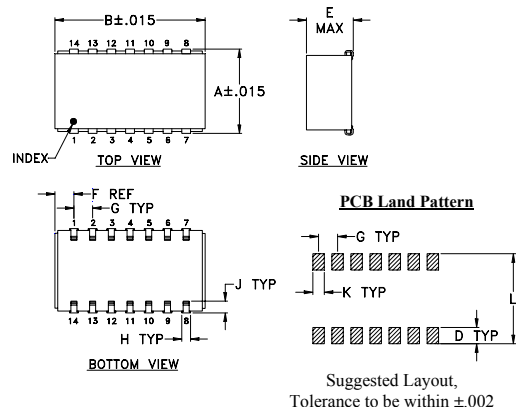 B±.015
E
MAX
14 13 12 11 10 9 8
A±.015
INDEX
1 2 3 4 5 6 7
TOP VIEW
SIDE VIEW
F REF
G TYP
1 2 3 4 5 6 7
J TYP
H TYP
14 13 12 11 10 9 8
BOTTOM VIEW
PCB Land Pattern
G TYP
K TYP
L
D TYP
Suggested Layout,
Tolerance to be within ±.002